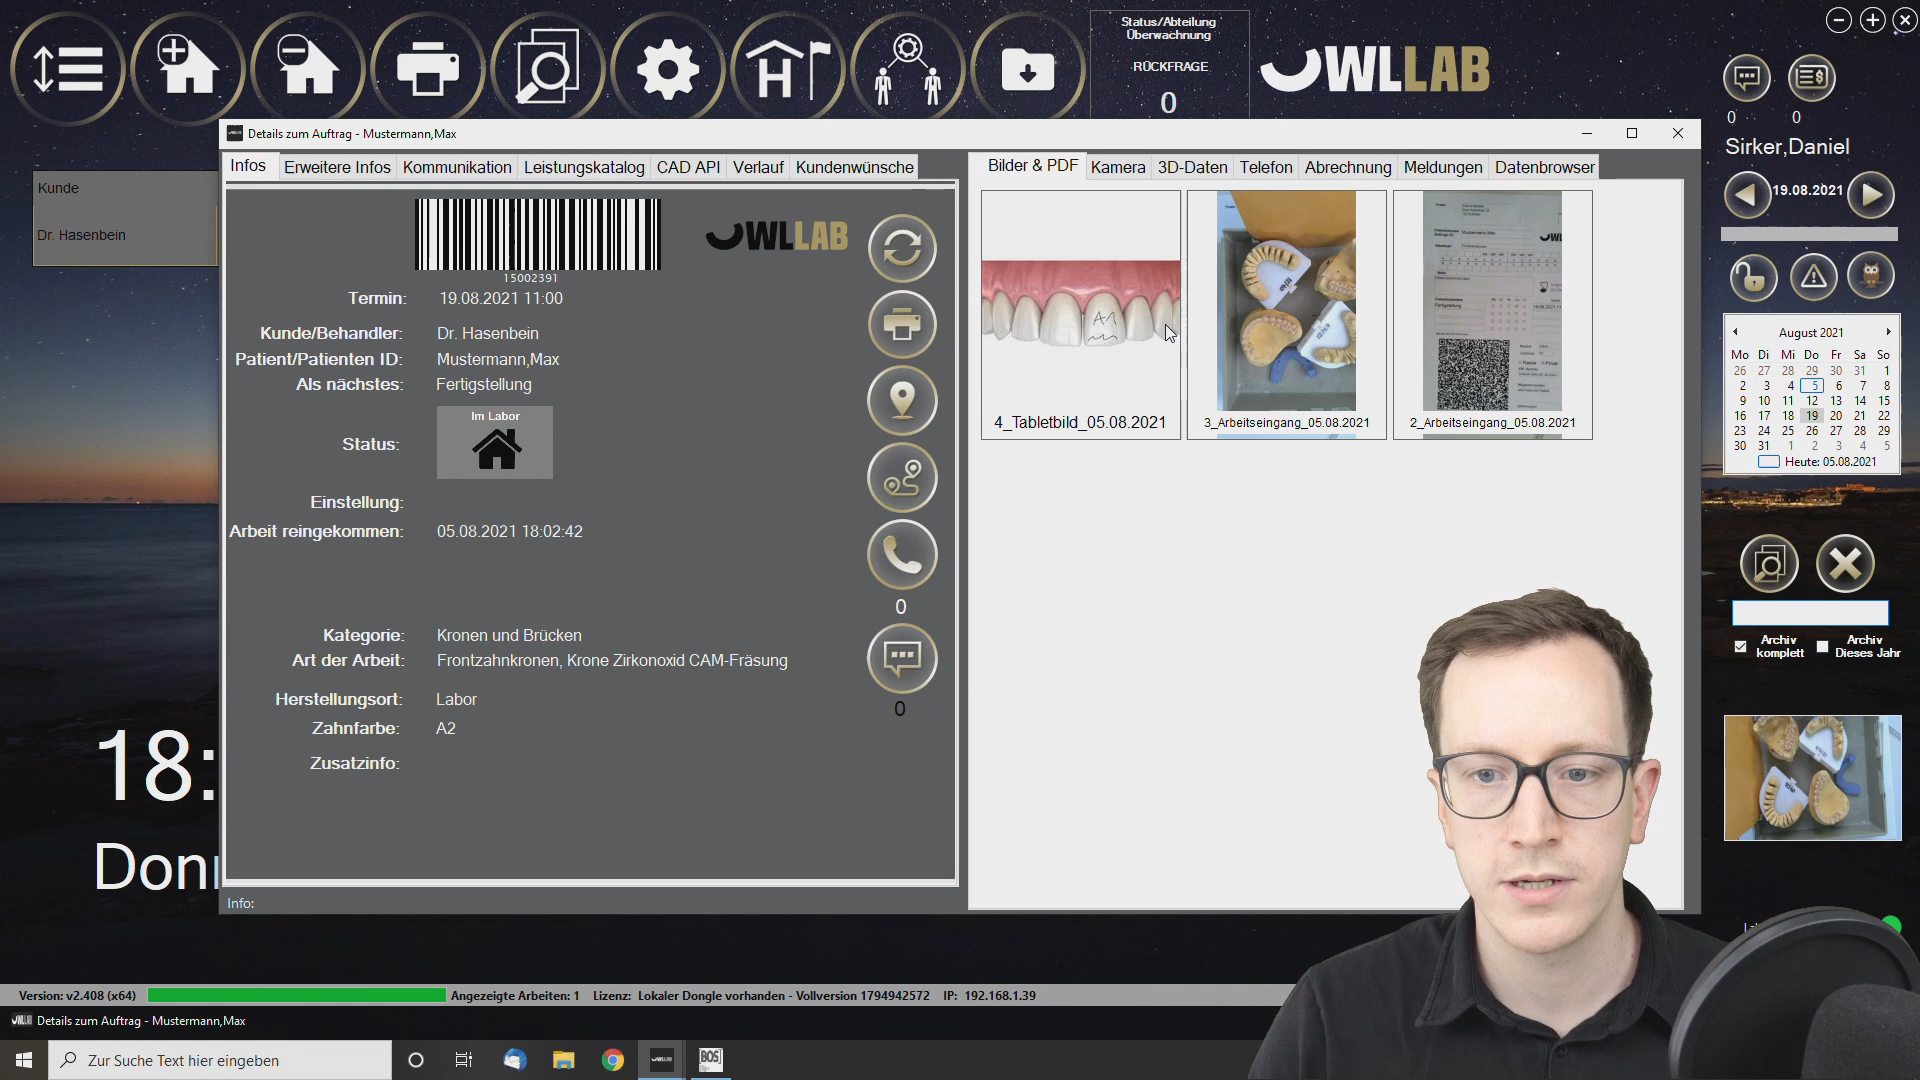 Status/Abteilung
Überwachnung
RÜCKFRAGE
0
OWLLAB
0
0
Sirker,Daniel
19.08.2021
Details zum Auftrag - Mustermann,Max
Infos
Erweitere Infos
Kommunikation
Leistungskatalog
CAD API
Verlauf
Kundenwünsche
Bilder & PDF
Kamera
3D-Daten
Telefon
Abrechnung
Meldungen
Datenbrowser
Kunde
Dr. Hasenbein
15002391
OWLLAB
Termin: 19.08.2021 11:00
Kunde/Behandler: Dr. Hasenbein
Patient/Patienten ID: Mustermann,Max
Als nächstes: Fertigstellung
Status: Im Labor
Einstellung:
Arbeit reingekommen: 05.08.2021 18:02:42
0
Kategorie: Kronen und Brücken
Art der Arbeit: Frontzahnkronen, Krone Zirkonoxid CAM-Fräsung
Herstellungsort: Labor
Zahnfarbe: A2
Zusatzinfo:
0
Info:
A1
4_Tabletbild_05.08.2021
3_Arbeitseingang_05.08.2021
2_Arbeitseingang_05.08.2021
August 2021
Mo Di Mi Do Fr Sa So
26 27 28 29 30 31 1
2 3 4 5 6 7 8
9 10 11 12 13 14 15
16 17 18 19 20 21 22
23 24 25 26 27 28 29
30 31 1 2 3 4 5
Heute: 05.08.2021
Archiv
komplett
Archiv
Dieses Jahr
18:
Donn
Version: v2.408 (x64)
Angezeigte Arbeiten: 1 Lizenz: Lokaler Dongle vorhanden - Vollversion 1794942572 IP: 192.168.1.39
Details zum Auftrag - Mustermann,Max
Zur Suche Text hier eingeben
BOS